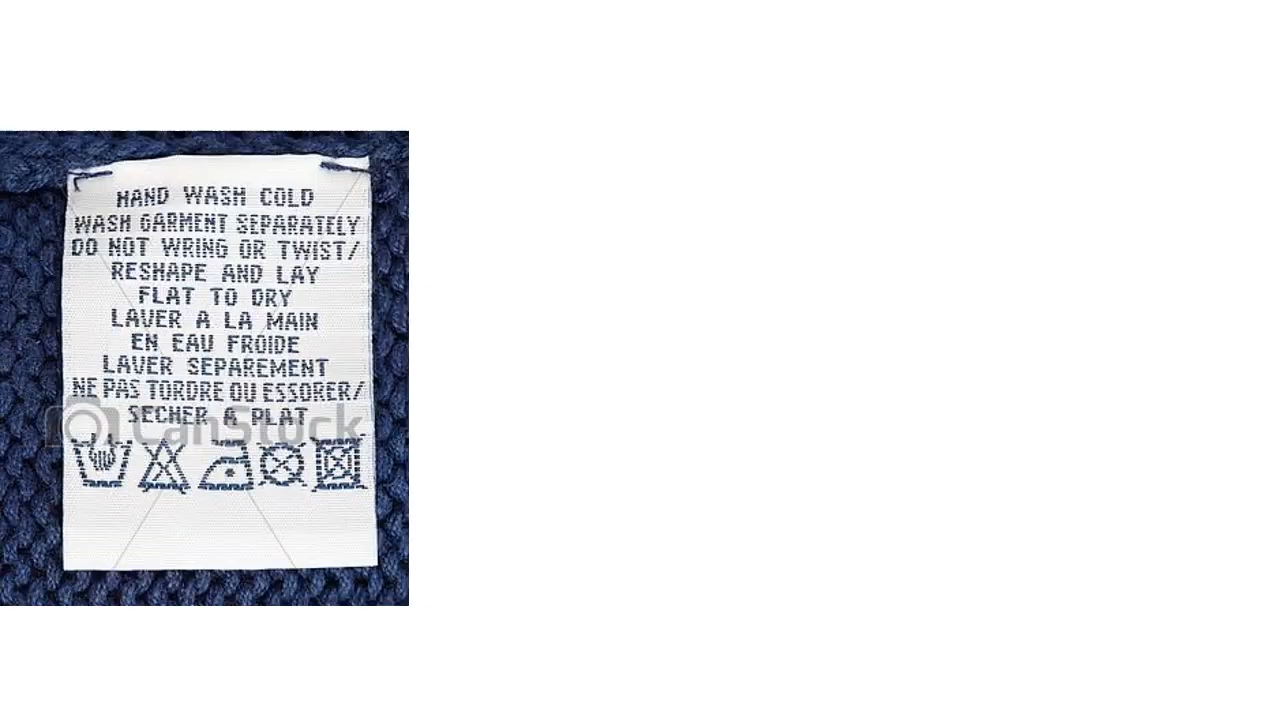 HAND WASH COLD
WASH GARMENT SEPARATELY
DO NOT WRING OR TWIST/
RESHAPE AND LAY
FLAT TO DRY
LAVER A LA MAIN
EN EAU FROIDE
LAVER SEPAREMENT
NE PAS TORDRE OU ESSORER/
SECHER A PLAT
CanStock